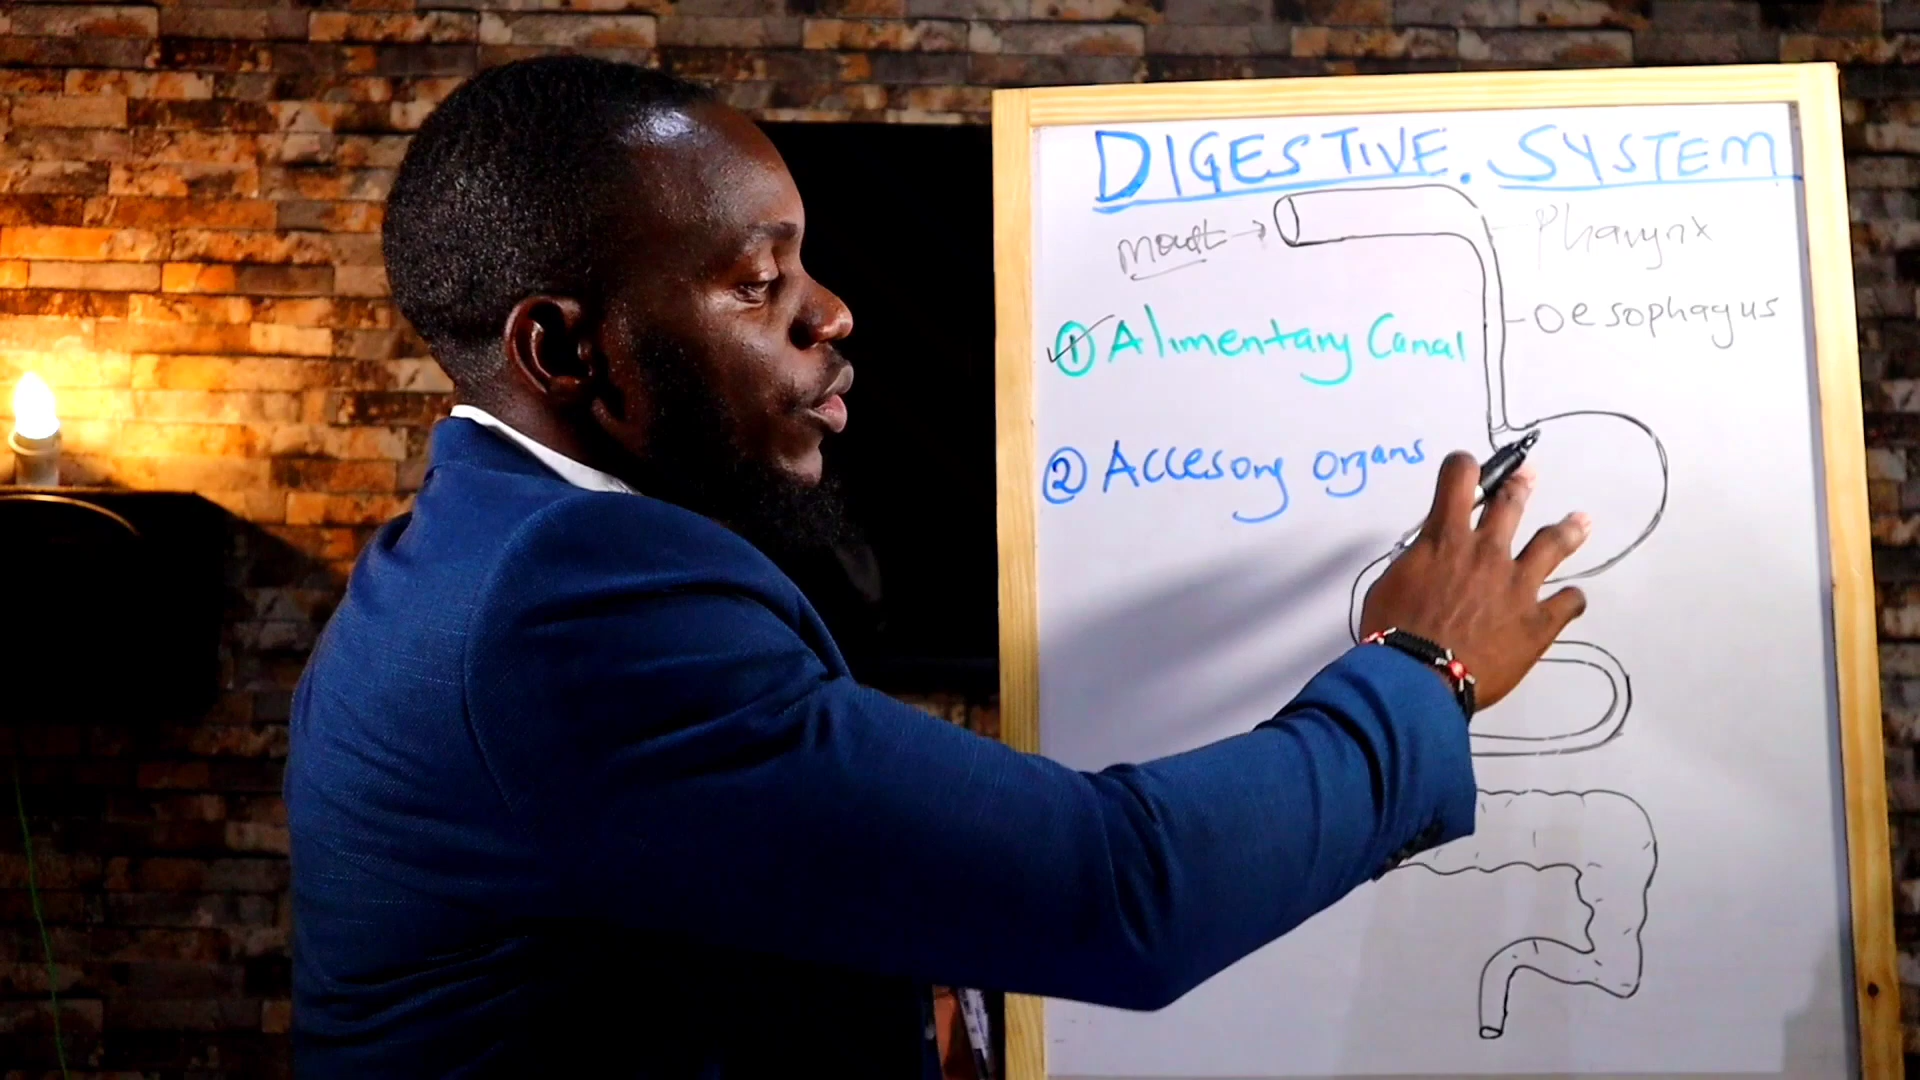 DIGESTIVE. SYSTEM
Mouth
Pharynx
Oesophagus
① Alimentary Canal
② Accesory organs